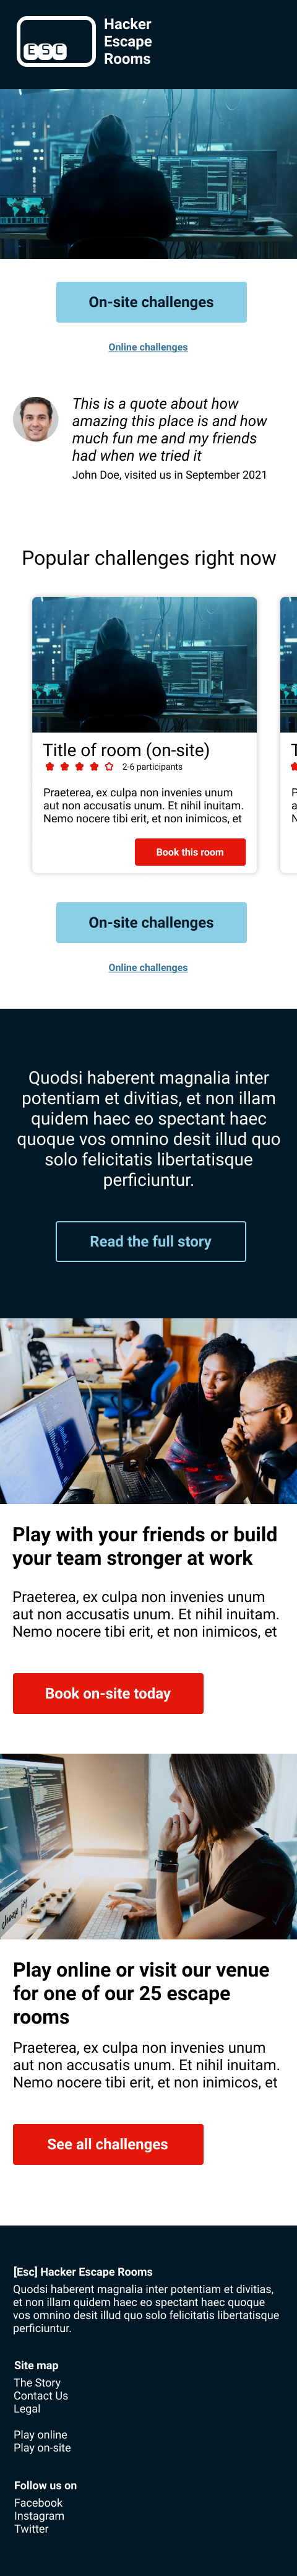 Hacker
Escape
Rooms
ESC
On-site challenges
Online challenges
This is a quote about how
amazing this place is and how
much fun me and my friends
had when we tried it
John Doe, visited us in September 2021
Popular challenges right now
Title of room (on-site)
2-6 participants
Praeterea, ex culpa non invenies unum
aut non accusatis unum. Et nihil inuitam.
Nemo nocere tibi erit, et non inimicos, et
Book this room
On-site challenges
Online challenges
Quodsi haberent magnalia inter
potentiam et divitias, et non illam
quidem haec eo spectant haec
quoque vos omnino desit illud quo
solo felicitatis libertatisque
perficiuntur.
Read the full story
Play with your friends or build
your team stronger at work
Praeterea, ex culpa non invenies unum
aut non accusatis unum. Et nihil inuitam.
Nemo nocere tibi erit, et non inimicos, et
Book on-site today
Play online or visit our venue
for one of our 25 escape
rooms
Praeterea, ex culpa non invenies unum
aut non accusatis unum. Et nihil inuitam.
Nemo nocere tibi erit, et non inimicos, et
See all challenges
[Esc] Hacker Escape Rooms
Quodsi haberent magnalia inter potentiam et divitias,
et non illam quidem haec eo spectant haec quoque
vos omnino desit illud quo solo felicitatis libertatisque
perficiuntur.
Site map
The Story
Contact Us
Legal
Play online
Play on-site
Follow us on
Facebook
Instagram
Twitter